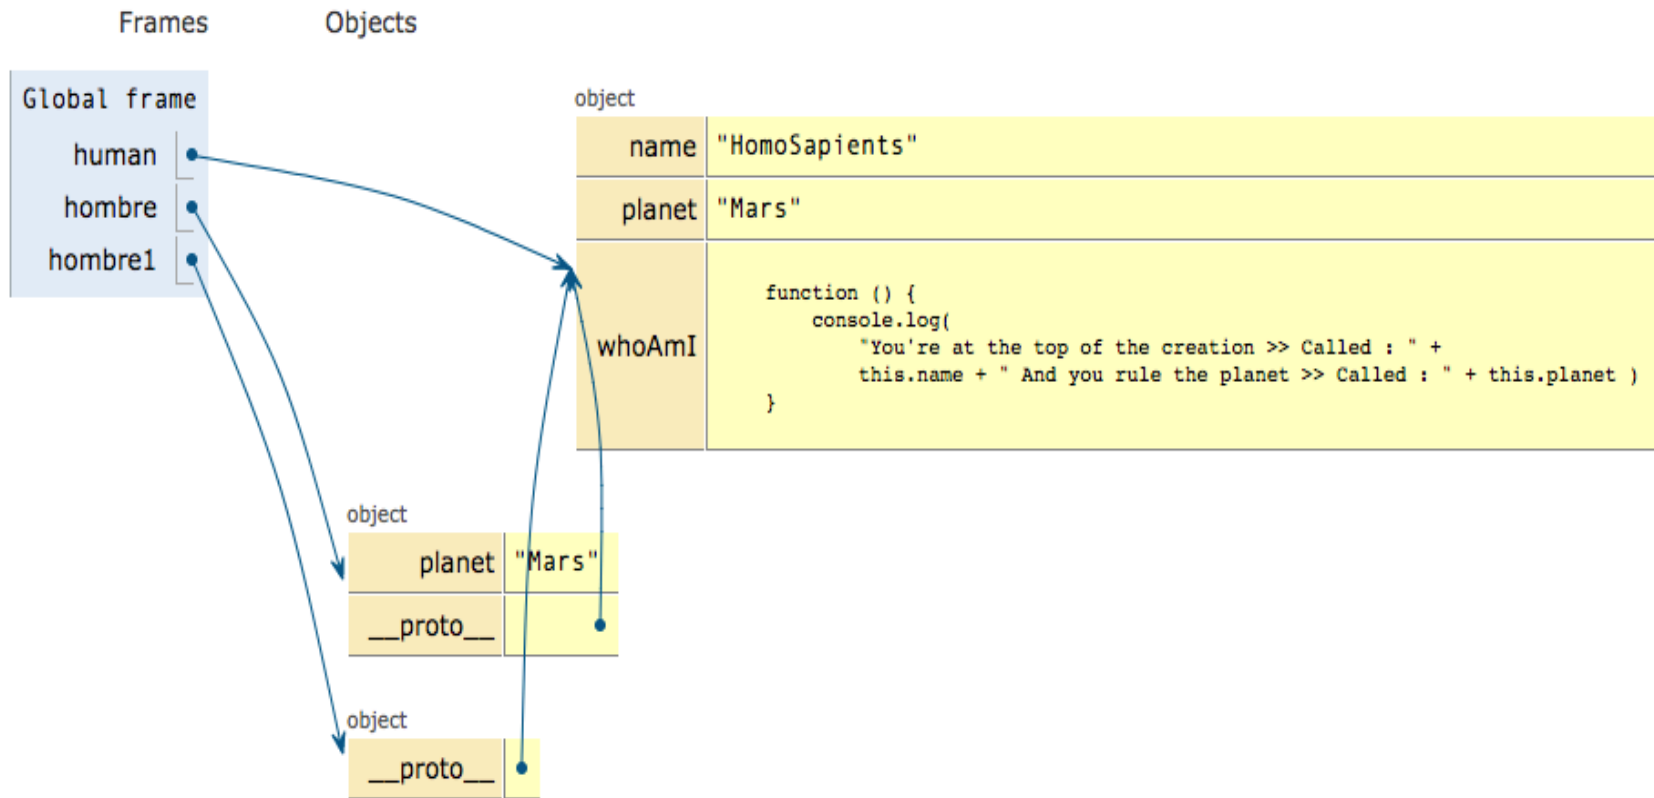 Frames Objects
Global frame
human
hombre
hombre1
object
name "HomoSapients"
planet "Mars"
whoAmI
function () {
console.log(
"You're at the top of the creation >> Called : " +
this.name + " And you rule the planet >> Called : " + this.planet )
}
object
planet "Mars"
__proto__
object
__proto__